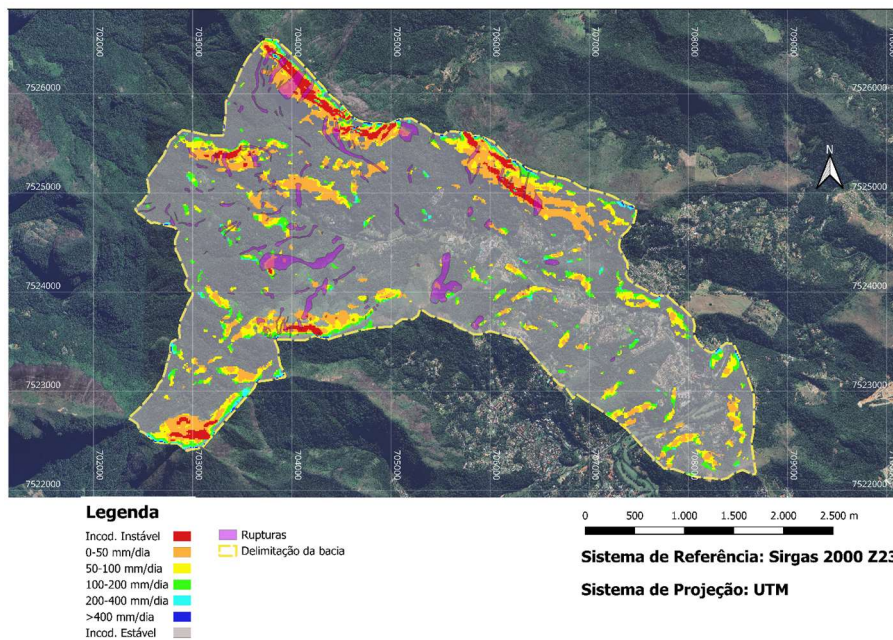 702000 703000 704000 705000 706000 707000 708000 709000
7526000 7526000
N
7525000 7525000
7524000 7524000
7523000 7523000
7522000 7522000
702000 703000 704000 705000 706000 707000 708000 709000
Legenda
Incod. Instável
0-50 mm/dia
50-100 mm/dia
100-200 mm/dia
200-400 mm/dia
>400 mm/dia
Incod. Estável
Rupturas
Delimitação da bacia
0 500 1.000 1.500 2.000 2.500 m
Sistema de Referência: Sirgas 2000 Z23
Sistema de Projeção: UTM